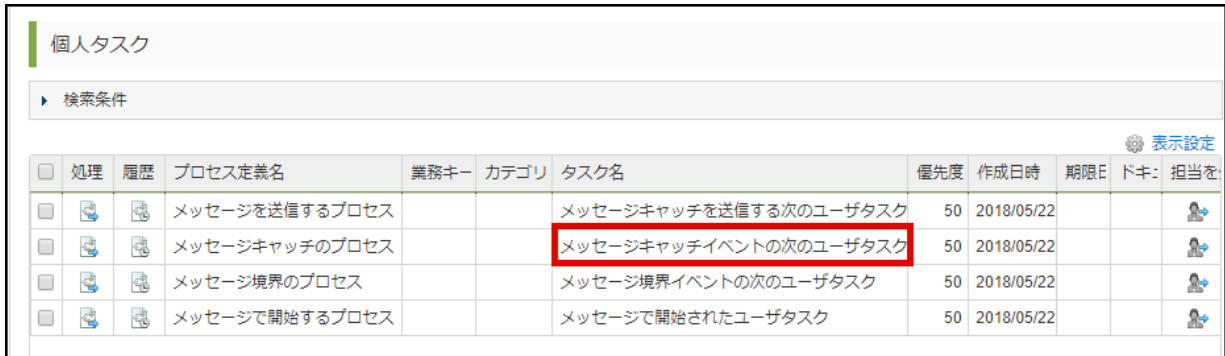 個人タスク
検索条件
表示設定
処理 履歴 プロセス定義名 業務キー カテゴリ タスク名 優先度 作成日時 期限日 ドキュ 担当を
メッセージを送信するプロセス メッセージキャッチを送信する次のユーザタスク 50 2018/05/22
メッセージキャッチのプロセス メッセージキャッチイベントの次のユーザタスク 50 2018/05/22
メッセージ境界のプロセス メッセージ境界イベントの次のユーザタスク 50 2018/05/22
メッセージで開始するプロセス メッセージで開始されたユーザタスク 50 2018/05/22